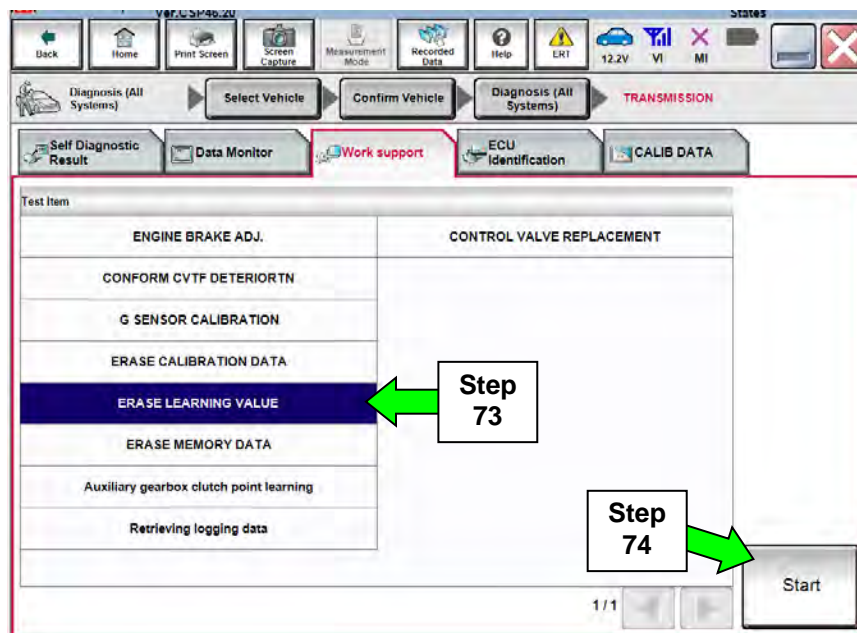 Ver.CSP46.20
States
Back
Home
Print Screen
Screen
Capture
Measurement
Mode
Recorded
Data
Help
ERT
12.2V
VI
MI
Diagnosis (All
Systems)
Select Vehicle
Confirm Vehicle
Diagnosis (All
Systems)
TRANSMISSION
Self Diagnostic
Result
Data Monitor
Work support
ECU
Identification
CALIB DATA
Test Item
ENGINE BRAKE ADJ.
CONTROL VALVE REPLACEMENT
CONFORM CVTF DETERIORTN
G SENSOR CALIBRATION
ERASE CALIBRATION DATA
ERASE LEARNING VALUE
Step
73
ERASE MEMORY DATA
Auxiliary gearbox clutch point learning
Retrieving logging data
Step
74
Start
1/1